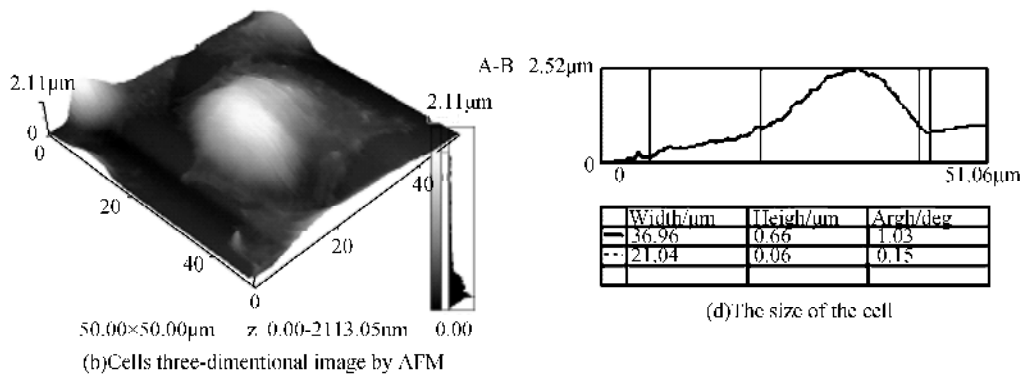 2.11μm
0
0
20
40
0
20
40
2.11μm
0.00
50.00×50.00μm z 0.00-2113.05nm
(b)Cells three-dimentional image by AFM
A-B 2.52μm
0
0 51.06μm
Width/μm Heigh/μm Argh/deg
36.96 0.66 1.03
21.04 0.06 0.15
(d)The size of the cell